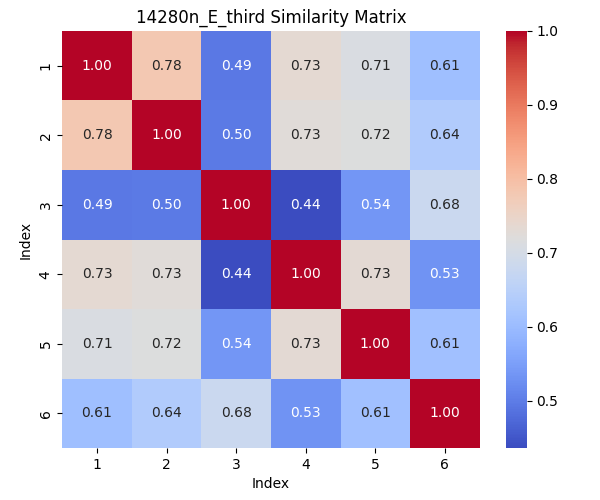 14280n_E_third Similarity Matrix
1 1.00 0.78 0.49 0.73 0.71 0.61
2 0.78 1.00 0.50 0.73 0.72 0.64
3 0.49 0.50 1.00 0.44 0.54 0.68
4 0.73 0.73 0.44 1.00 0.73 0.53
5 0.71 0.72 0.54 0.73 1.00 0.61
6 0.61 0.64 0.68 0.53 0.61 1.00
1 2 3 4 5 6
Index
Index
1.0
0.9
0.8
0.7
0.6
0.5